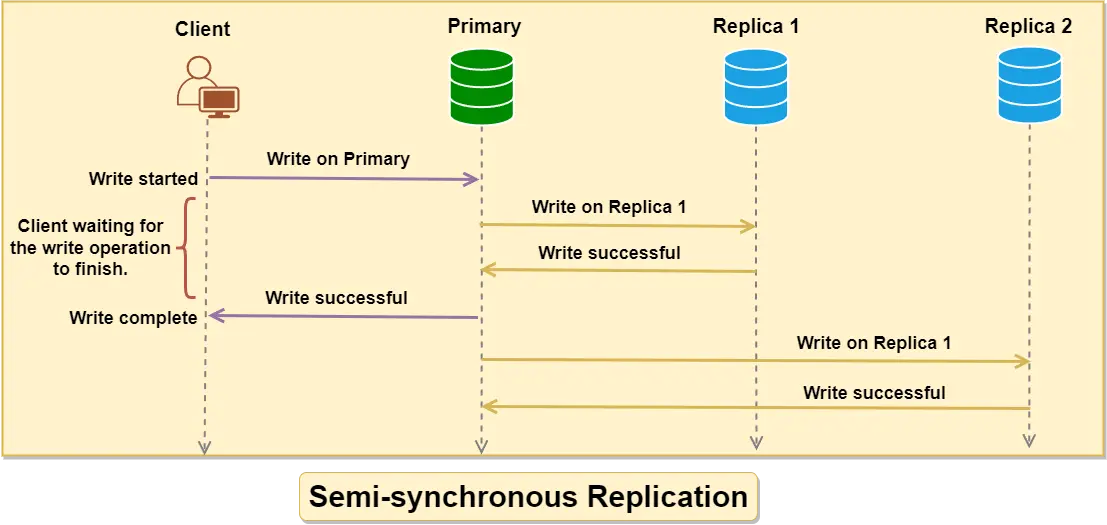 Client
Primary
Replica 1
Replica 2
Write on Primary
Write started
Write on Replica 1
Client waiting for
the write operation
to finish.
Write successful
Write successful
Write complete
Write on Replica 1
Write successful
Semi-synchronous Replication